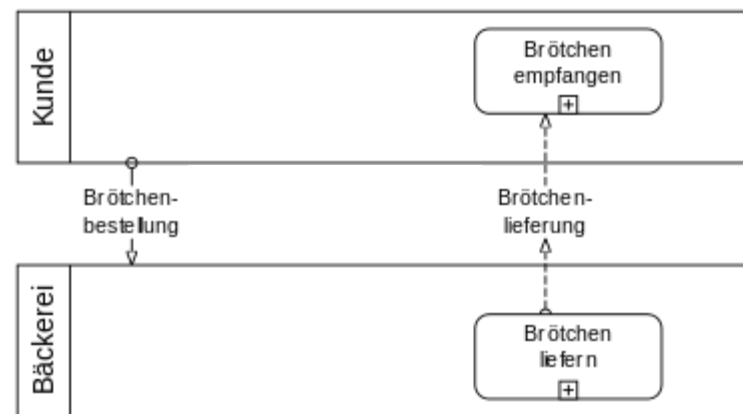 Kunde
Brötchen
empfangen
Brötchen-
bestellung
Brötchen-
lieferung
Bäckerei
Brötchen
liefern